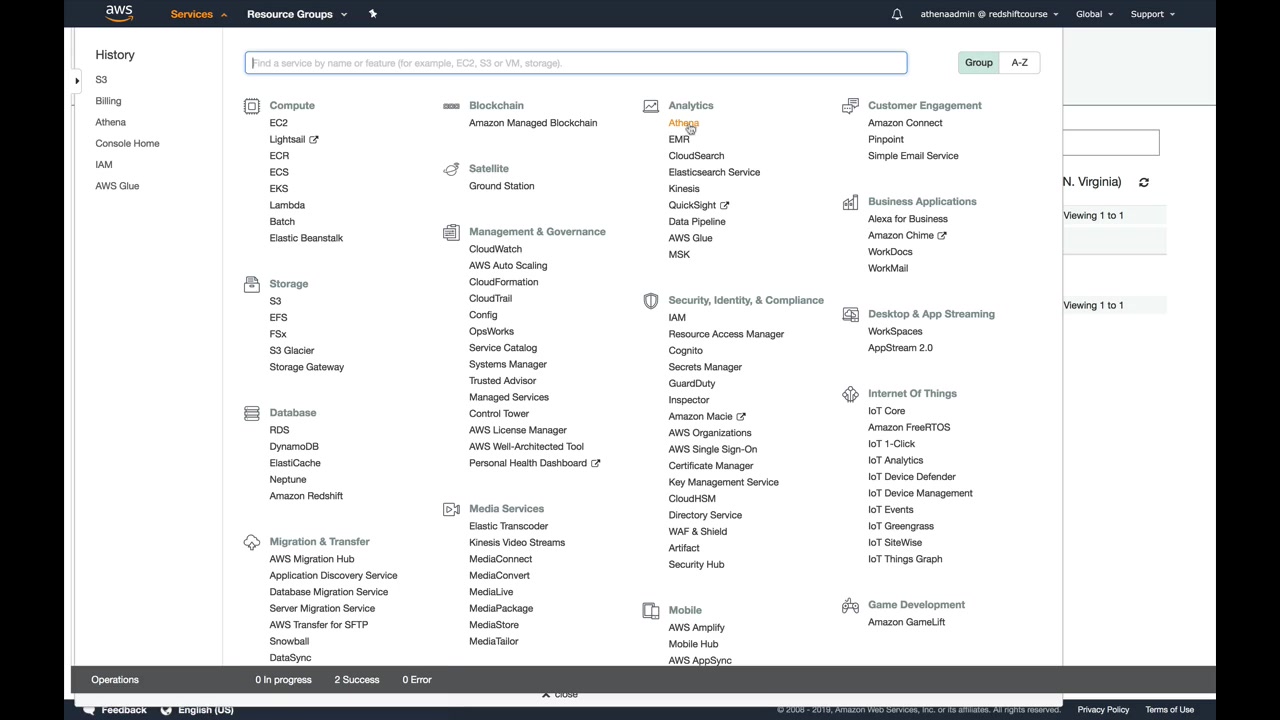 aws
Services
Resource Groups
athenaadmin @ redshiftcourse
Global
Support
History
S3
Billing
Athena
Console Home
IAM
AWS Glue
Find a service by name or feature (for example, EC2, S3 or VM, storage).
Group
A-Z
Compute
EC2
Lightsail
ECR
ECS
EKS
Lambda
Batch
Elastic Beanstalk
Storage
S3
EFS
FSx
S3 Glacier
Storage Gateway
Database
RDS
DynamoDB
ElastiCache
Neptune
Amazon Redshift
Migration & Transfer
AWS Migration Hub
Application Discovery Service
Database Migration Service
Server Migration Service
AWS Transfer for SFTP
Snowball
DataSync
Blockchain
Amazon Managed Blockchain
Satellite
Ground Station
Management & Governance
CloudWatch
AWS Auto Scaling
CloudFormation
CloudTrail
Config
OpsWorks
Service Catalog
Systems Manager
Trusted Advisor
Managed Services
Control Tower
AWS License Manager
AWS Well-Architected Tool
Personal Health Dashboard
Media Services
Elastic Transcoder
Kinesis Video Streams
MediaConnect
MediaConvert
MediaLive
MediaPackage
MediaStore
MediaTailor
Analytics
Athena
EMR
CloudSearch
Elasticsearch Service
Kinesis
QuickSight
Data Pipeline
AWS Glue
MSK
Security, Identity, & Compliance
IAM
Resource Access Manager
Cognito
Secrets Manager
GuardDuty
Inspector
Amazon Macie
AWS Organizations
AWS Single Sign-On
Certificate Manager
Key Management Service
CloudHSM
Directory Service
WAF & Shield
Artifact
Security Hub
Mobile
AWS Amplify
Mobile Hub
AWS AppSync
Customer Engagement
Amazon Connect
Pinpoint
Simple Email Service
Business Applications
Alexa for Business
Amazon Chime
WorkDocs
WorkMail
Desktop & App Streaming
WorkSpaces
AppStream 2.0
Internet Of Things
IoT Core
Amazon FreeRTOS
IoT 1-Click
IoT Analytics
IoT Device Defender
IoT Device Management
IoT Events
IoT Greengrass
IoT SiteWise
IoT Things Graph
Game Development
Amazon GameLift
N. Virginia)
Viewing 1 to 1
Viewing 1 to 1
Operations
0 In progress
2 Success
0 Error
close
Feedback
English (US)
© 2008 - 2019, Amazon Web Services, Inc. or its affiliates. All rights reserved.
Privacy Policy
Terms of Use